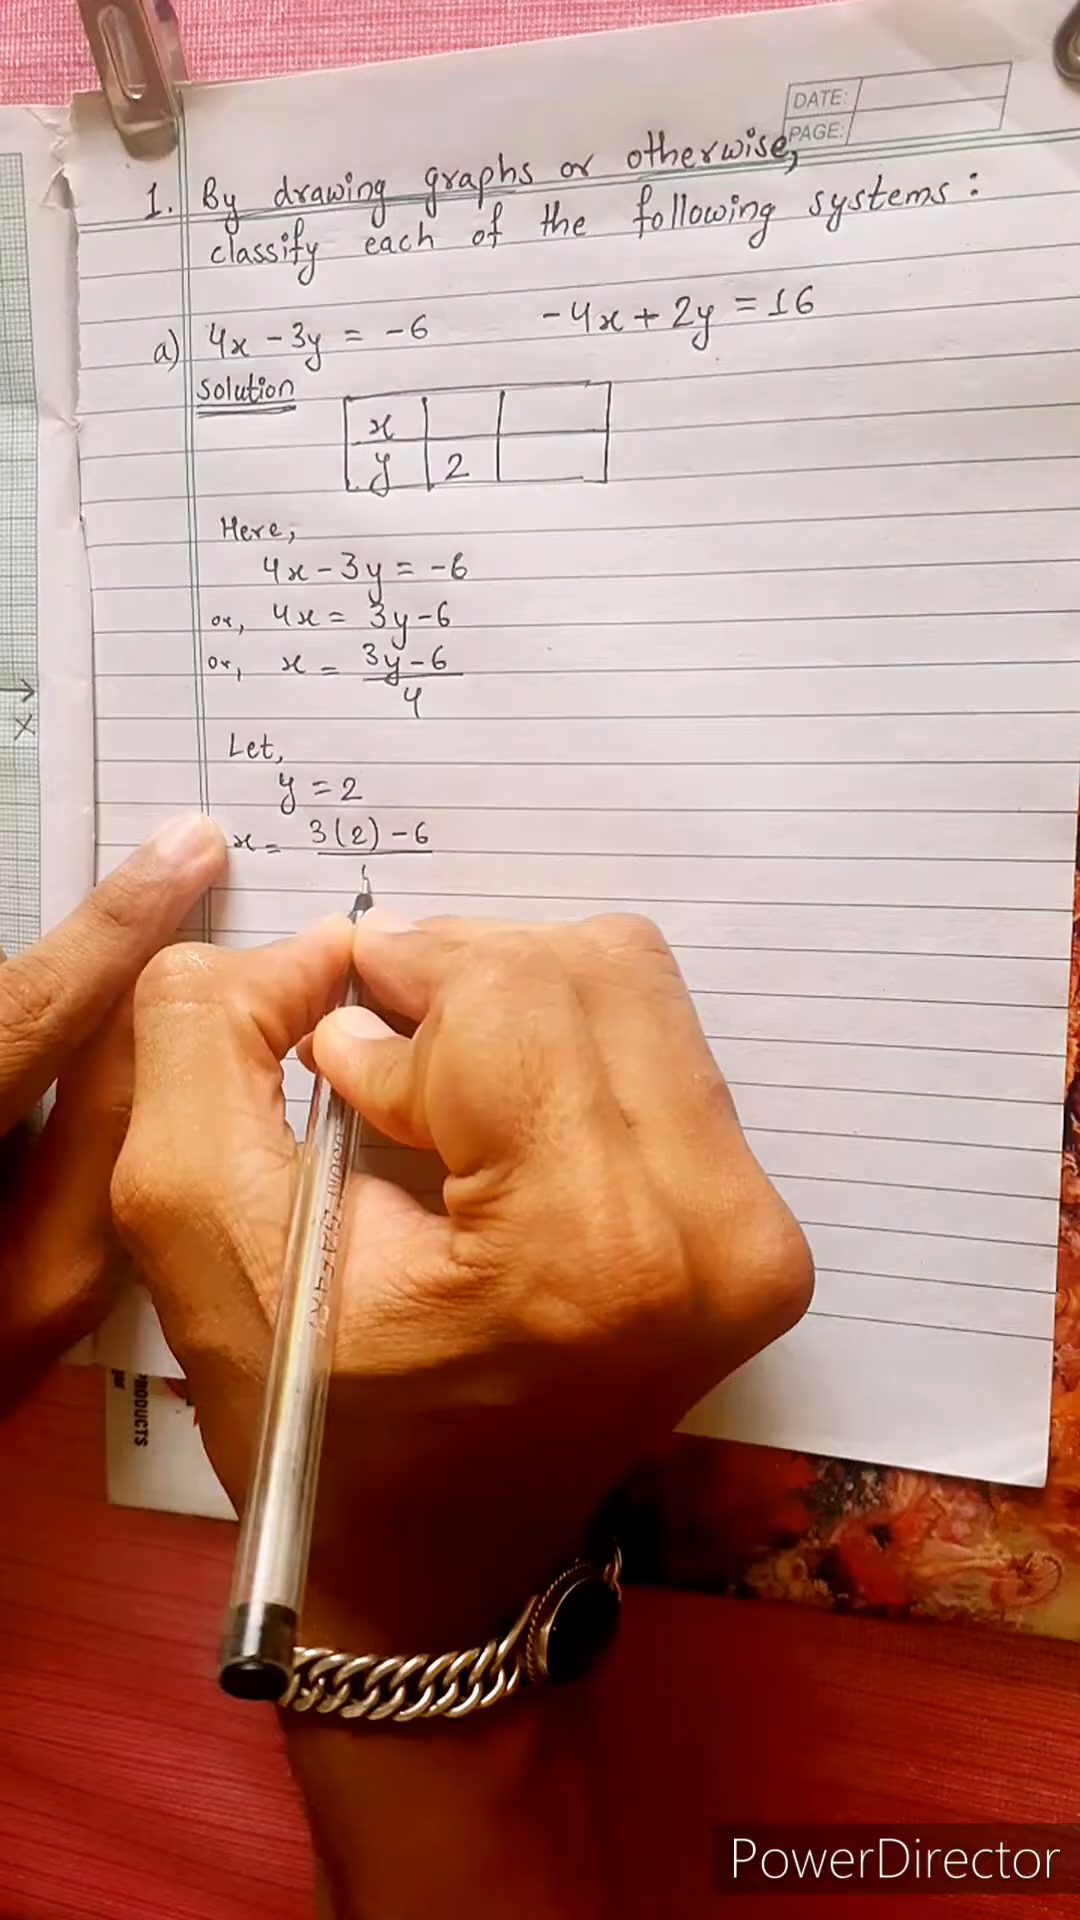 DATE:
PAGE:
1. By drawing graphs or otherwise,
classify each of the following systems:
a) 4x - 3y = -6 -4x + 2y = 16
Solution
x
y 2
Here,
4x - 3y = -6
or, 4x = 3y - 6
or, x = 3y - 6
4
Let,
y = 2
x = 3(2) - 6
X
PRODUCTS
PowerDirector